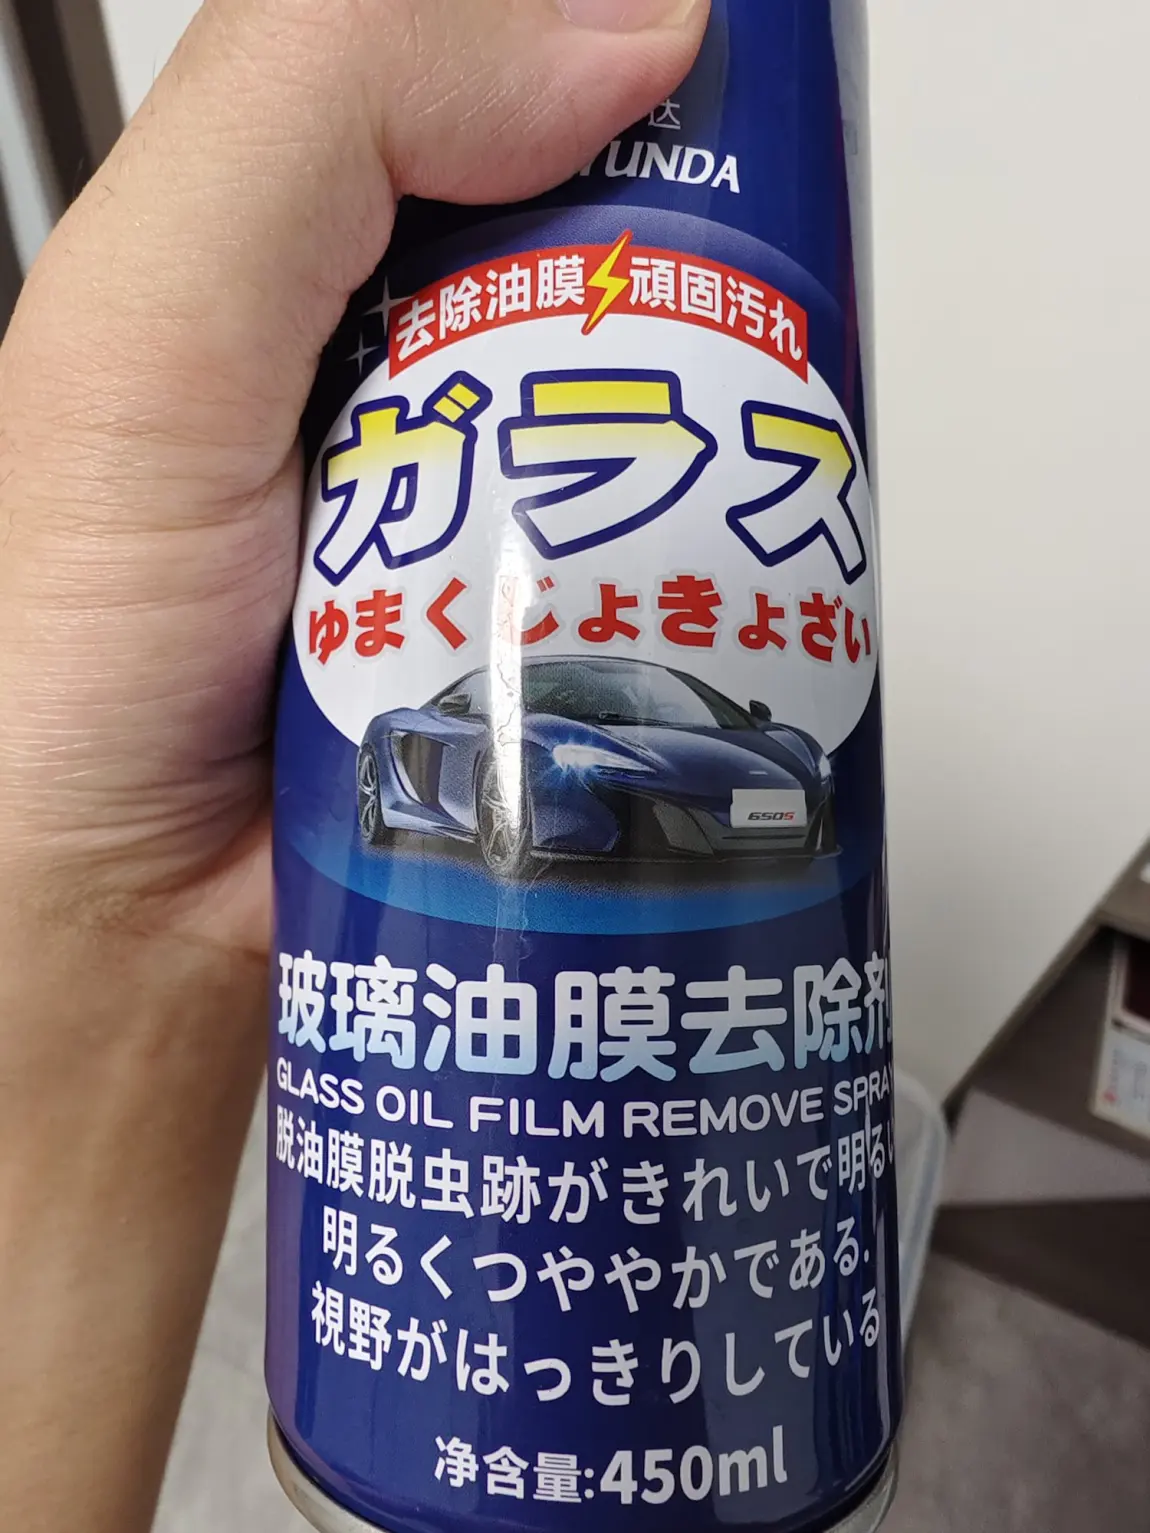 达
YUNDA
去除油膜⚡頑固汚れ
ガラス
ゆまくじょきょざい
650S
玻璃油膜去除剂
GLASS OIL FILM REMOVE SPRAY
脱油膜脱虫跡がきれいで明るい
明るくつややかである.
視野がはっきりしている
净含量:450ml